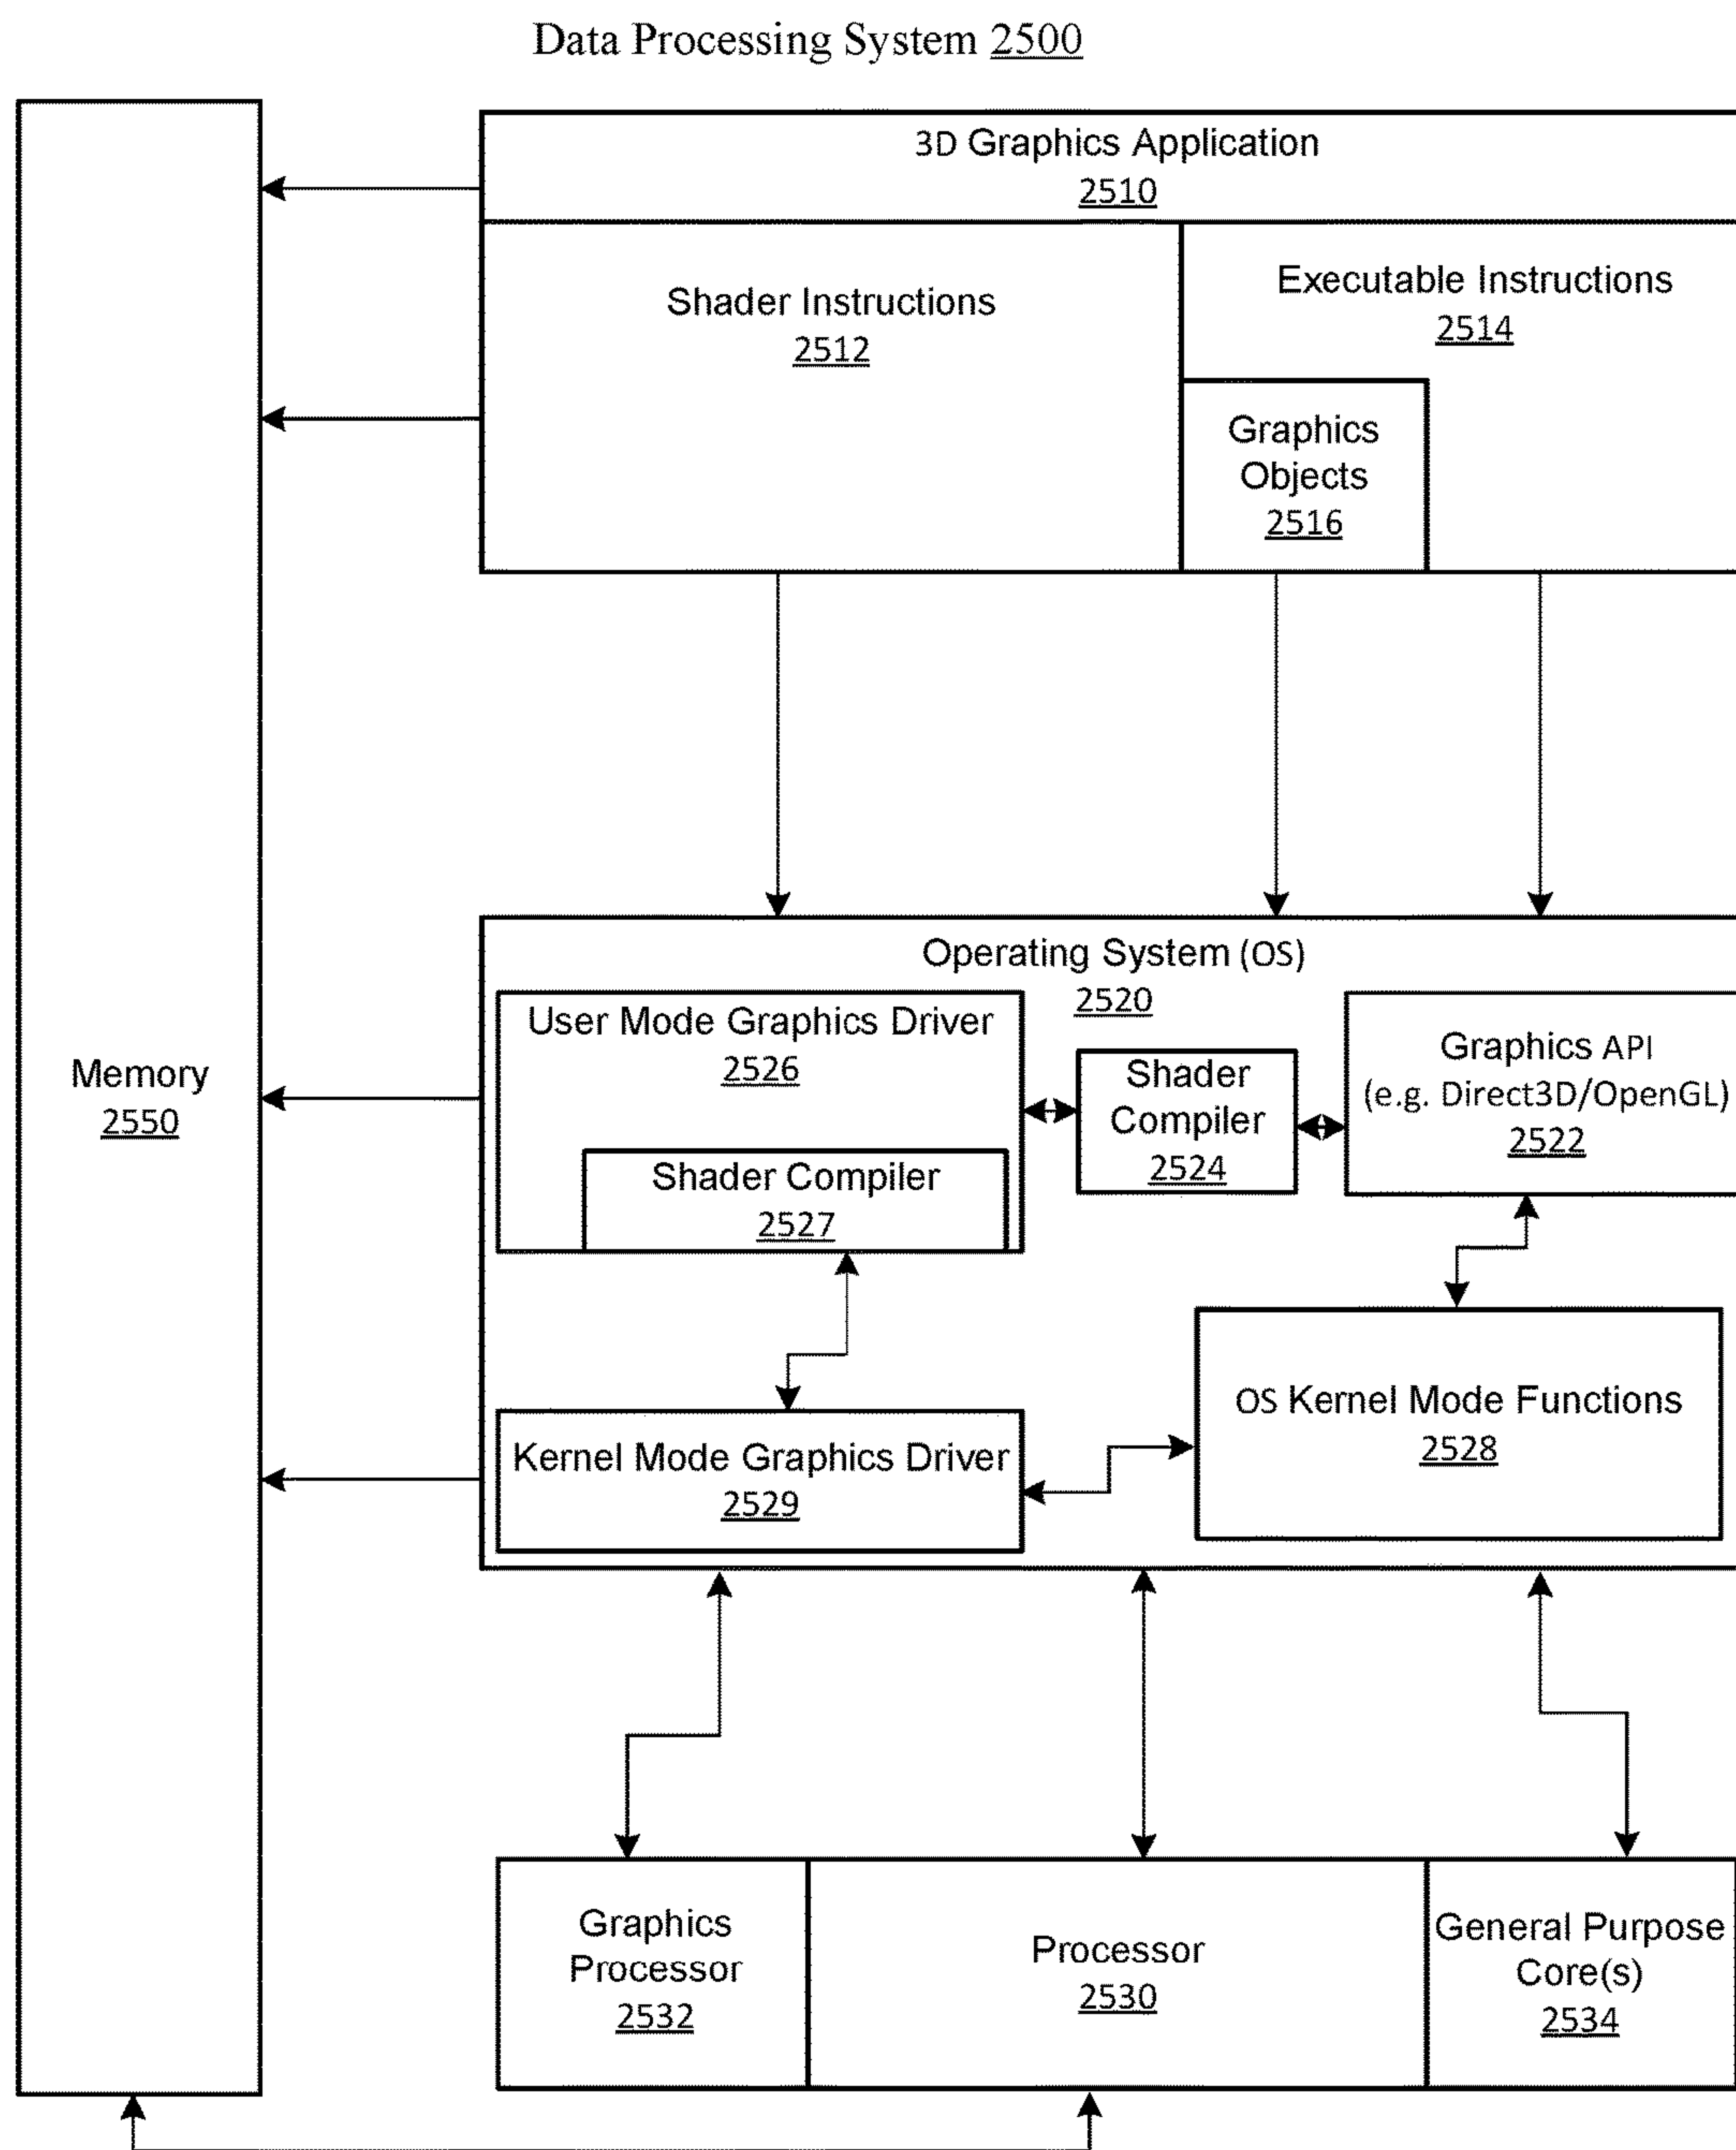 Data Processing System 2500
3D Graphics Application
2510
Shader Instructions
2512
Executable Instructions
2514
Graphics
Objects
2516
Memory
2550
Operating System (OS)
2520
User Mode Graphics Driver
2526
Shader Compiler
2527
Shader
Compiler
2524
Graphics API
(e.g. Direct3D/OpenGL)
2522
Kernel Mode Graphics Driver
2529
OS Kernel Mode Functions
2528
Graphics
Processor
2532
Processor
2530
General Purpose
Core(s)
2534